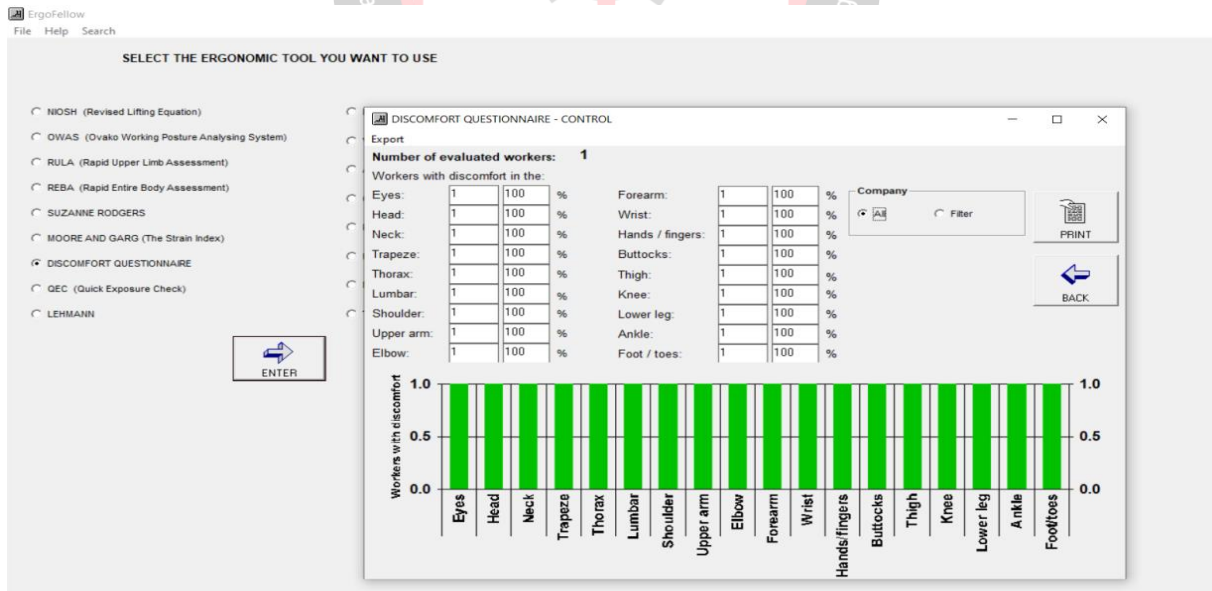 ErgoFellow
File Help Search
SELECT THE ERGONOMIC TOOL YOU WANT TO USE
NIOSH (Revised Lifting Equation)
OWAS (Ovako Working Posture Analysing System)
RULA (Rapid Upper Limb Assessment)
REBA (Rapid Entire Body Assessment)
SUZANNE RODGERS
MOORE AND GARG (The Strain Index)
DISCOMFORT QUESTIONNAIRE
QEC (Quick Exposure Check)
LEHMANN
ENTER
DISCOMFORT QUESTIONNAIRE - CONTROL
Export
Number of evaluated workers: 1
Workers with discomfort in the:
Eyes: 1 100 %
Head: 1 100 %
Neck: 1 100 %
Trapeze: 1 100 %
Thorax: 1 100 %
Lumbar: 1 100 %
Shoulder: 1 100 %
Upper arm: 1 100 %
Elbow: 1 100 %
Forearm: 1 100 %
Wrist: 1 100 %
Hands / fingers: 1 100 %
Buttocks: 1 100 %
Thigh: 1 100 %
Knee: 1 100 %
Lower leg: 1 100 %
Ankle: 1 100 %
Foot / toes: 1 100 %
Company
All Filter
PRINT
BACK
Workers with discomfort
1.0
0.5
0.0
1.0
0.5
0.0
Eyes
Head
Neck
Trapeze
Thorax
Lumbar
Shoulder
Upper arm
Elbow
Forearm
Wrist
Hands/fingers
Buttocks
Thigh
Knee
Lower leg
Ankle
Foot/toes